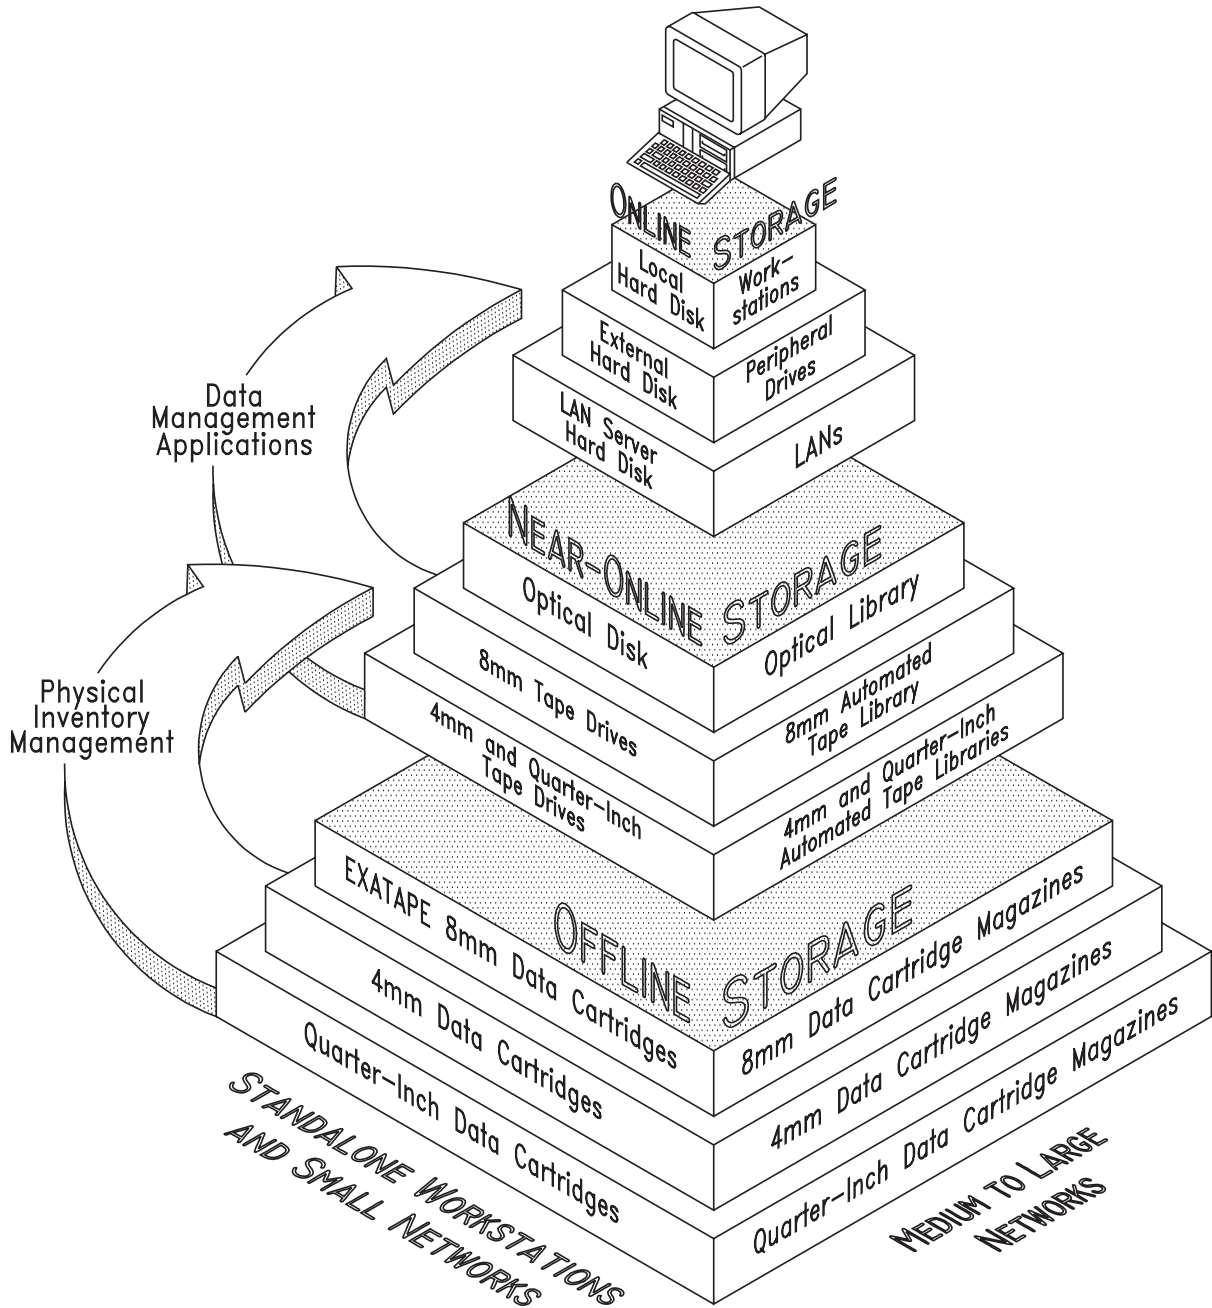 ONLINE STORAGE
Local
Hard Disk
Work-
stations
External
Hard Disk
Peripheral
Drives
LAN Server
Hard Disk
LANs
Data
Management
Applications
NEAR-ONLINE STORAGE
Optical Disk
Optical Library
8mm Tape Drives
8mm Automated
Tape Library
4mm and Quarter-Inch
Tape Drives
4mm and Quarter-Inch
Automated Tape Libraries
Physical
Inventory
Management
OFFLINE STORAGE
EXATAPE 8mm Data Cartridges
8mm Data Cartridge Magazines
4mm Data Cartridges
4mm Data Cartridge Magazines
Quarter-Inch Data Cartridges
Quarter-Inch Data Cartridge Magazines
STANDALONE WORKSTATIONS
AND SMALL NETWORKS
MEDIUM TO LARGE
NETWORKS